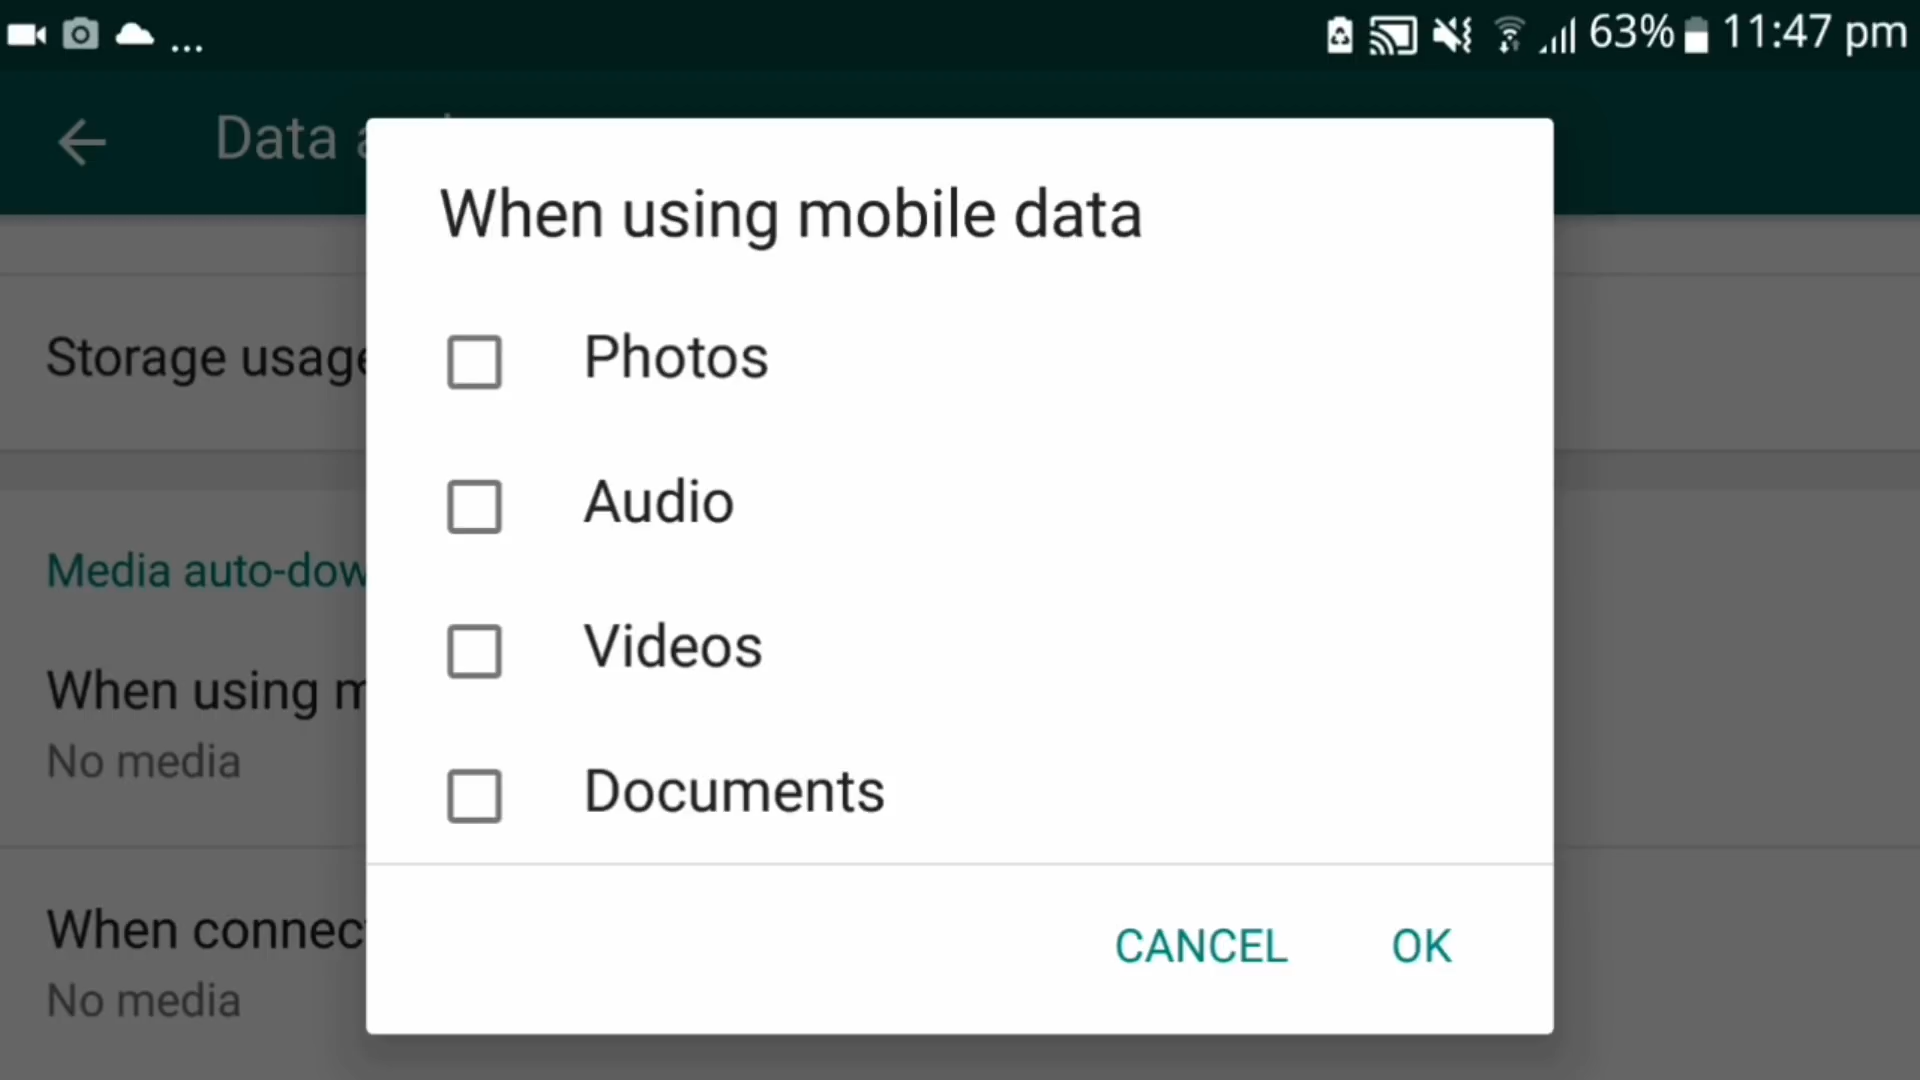 ... 63% 11:47 pm
Data a
When using mobile data
Photos
Storage usage
Audio
Media auto-dow
Videos
When using m
No media
Documents
When connec
CANCEL OK
No media